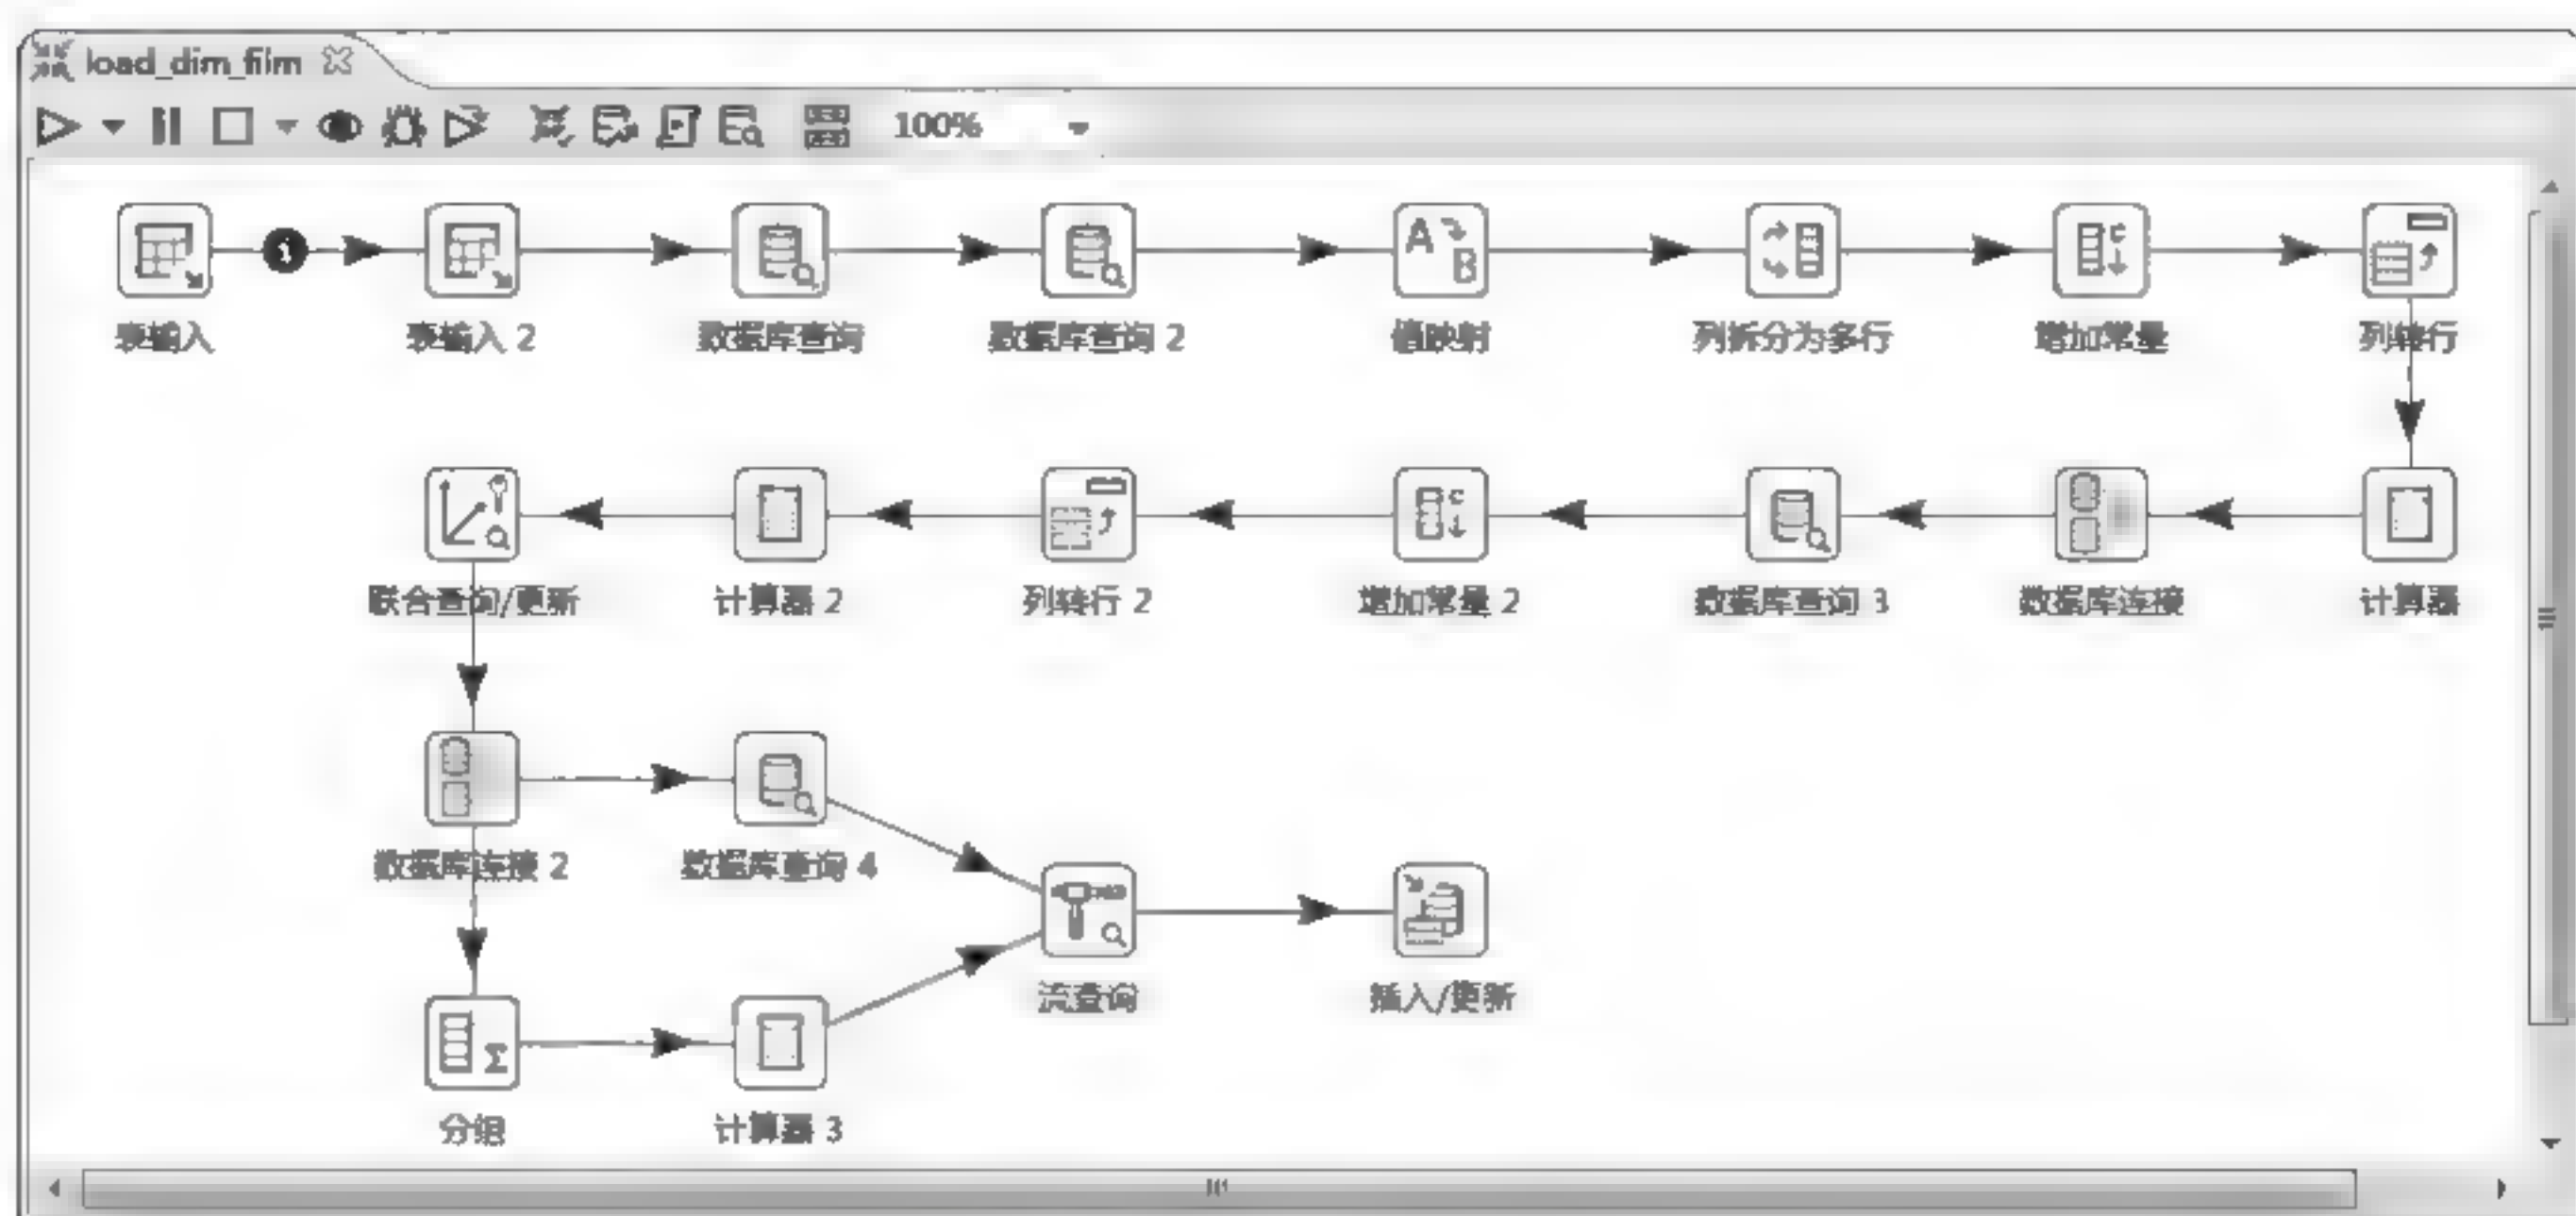 load_dim_film
100%
表输入 表输入 2 数据库查询 数据库查询 2 值映射 列拆分为多行 增加常量 列转行
联合查询/更新 计算器 2 列转行 2 增加常量 2 数据库查询 3 数据库连接 计算器
数据库连接 2 数据库查询 4
流查询 插入/更新
分组 计算器 3